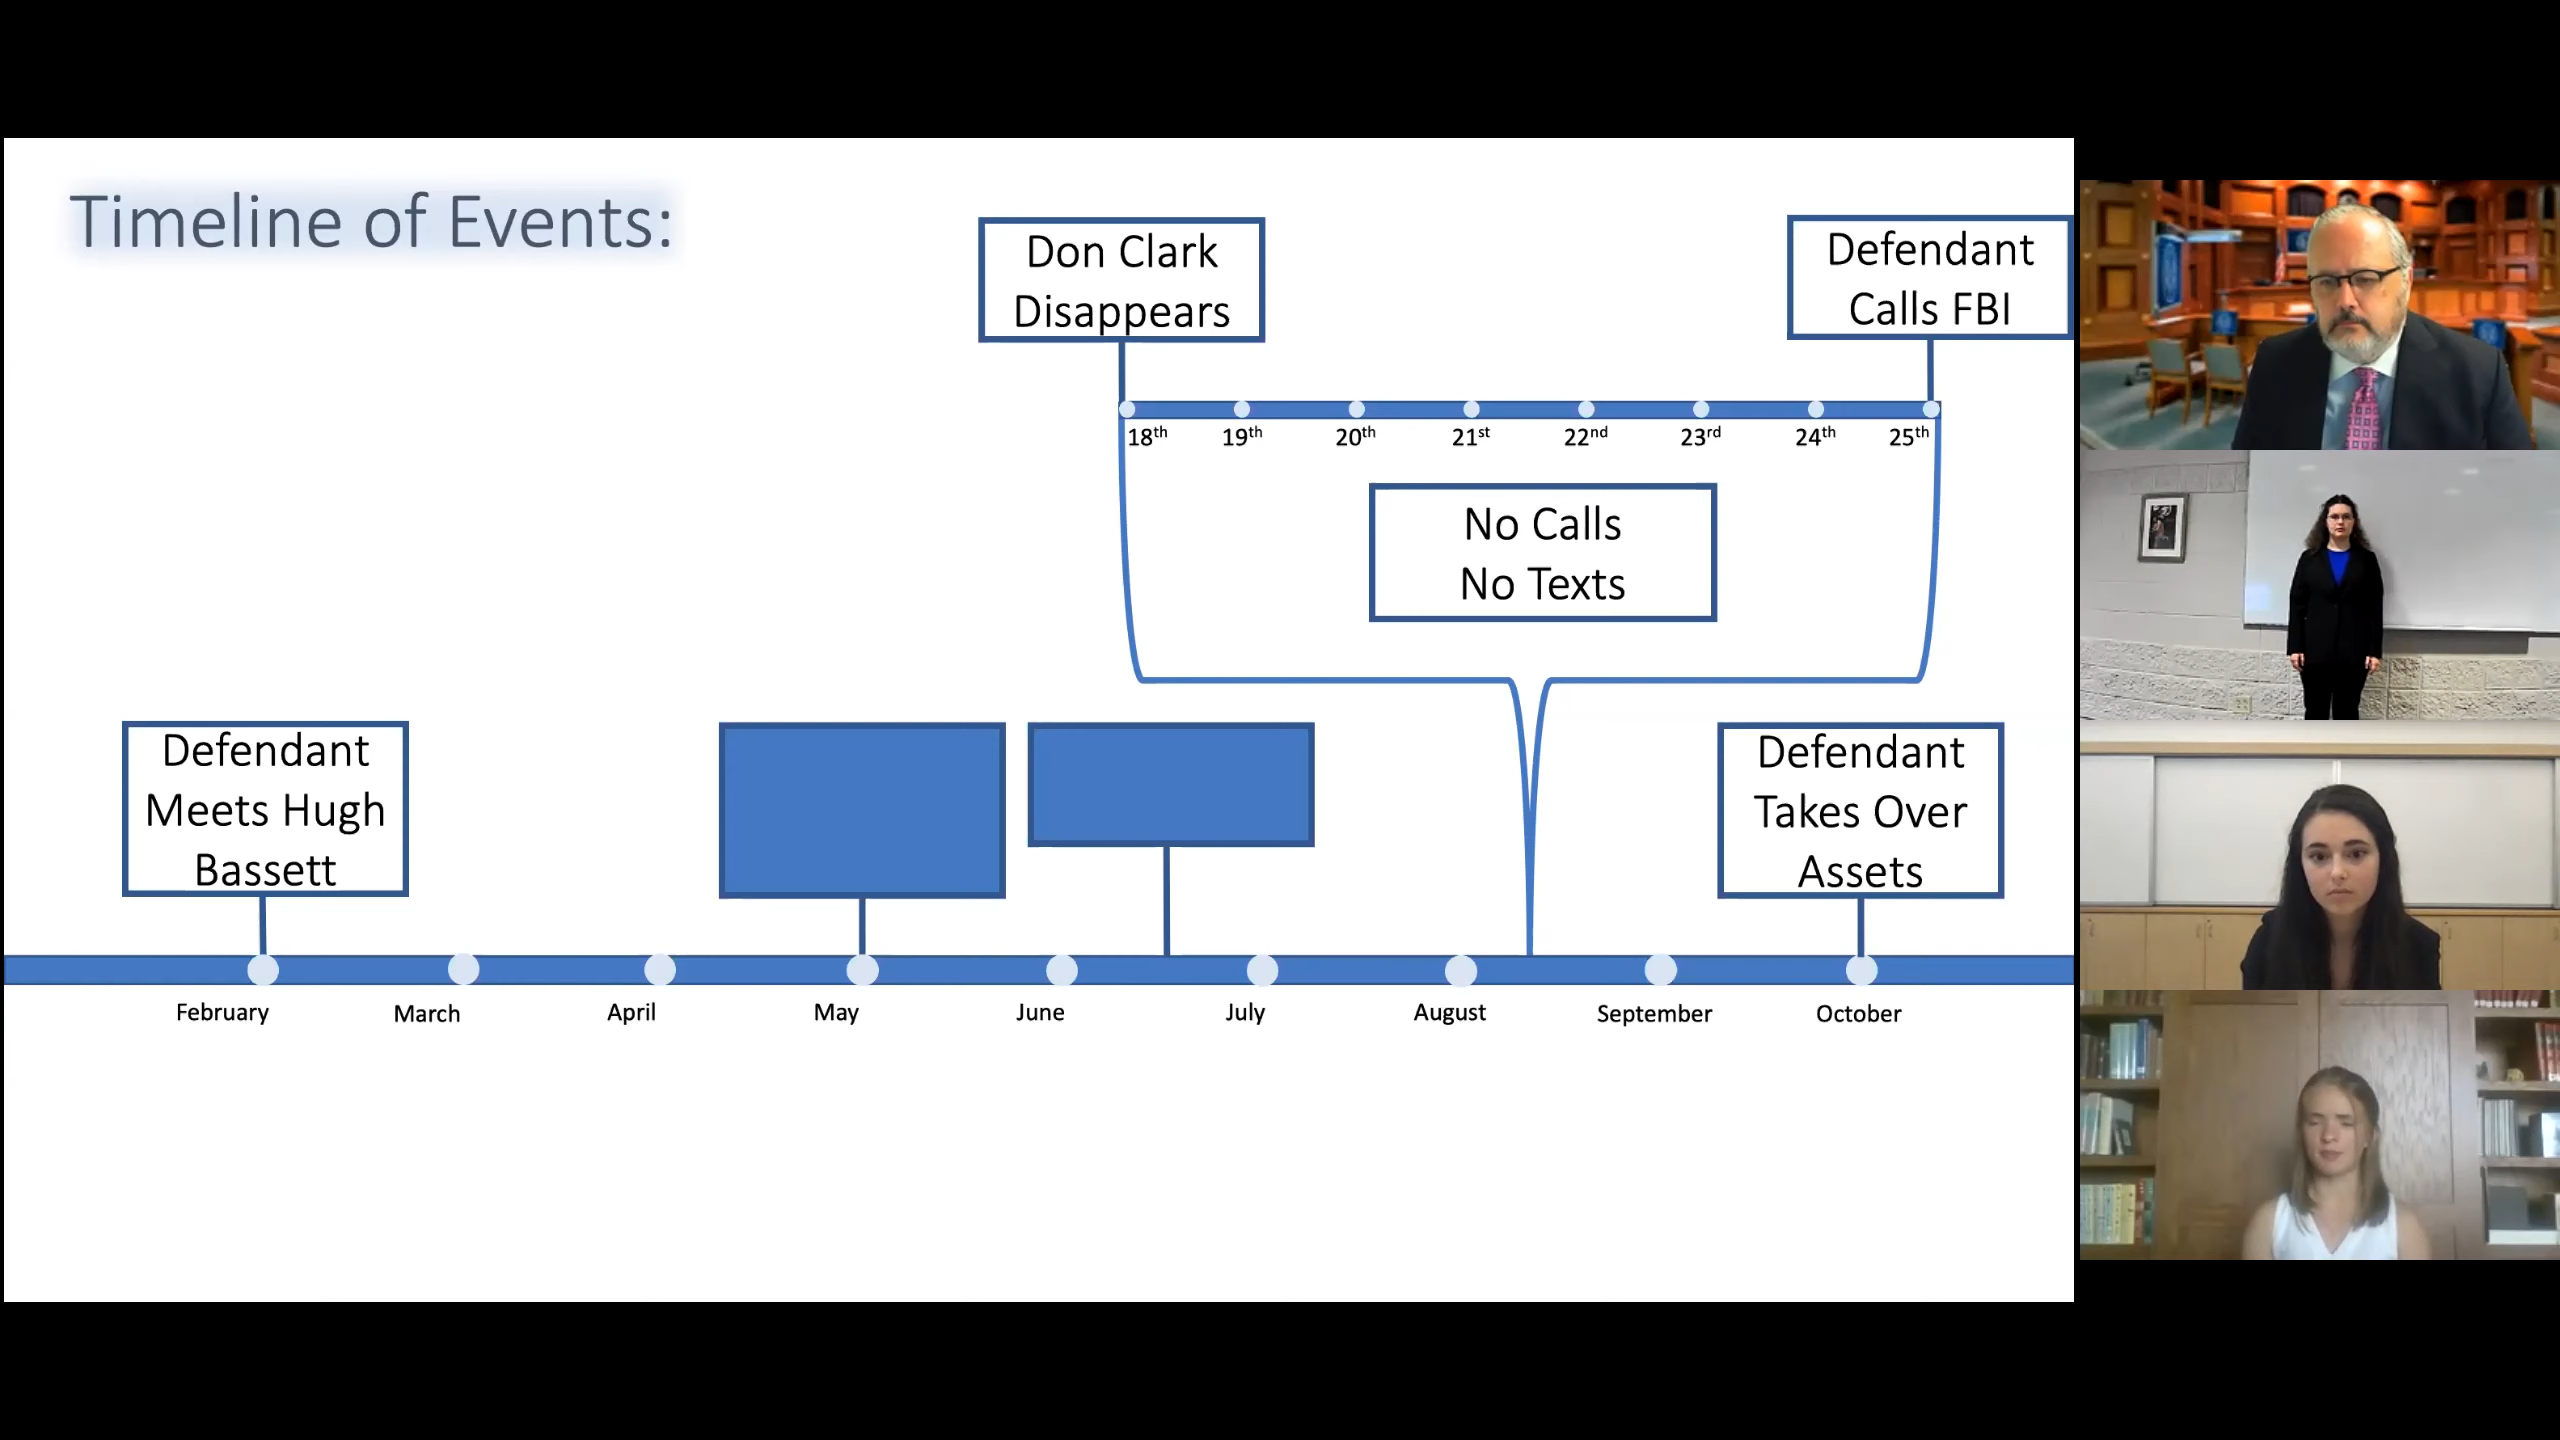 Timeline of Events:
Don Clark
Disappears
Defendant
Calls FBI
18th 19th 20th 21st 22nd 23rd 24th 25th
No Calls
No Texts
Defendant
Meets Hugh
Bassett
Defendant
Takes Over
Assets
February March April May June July August September October